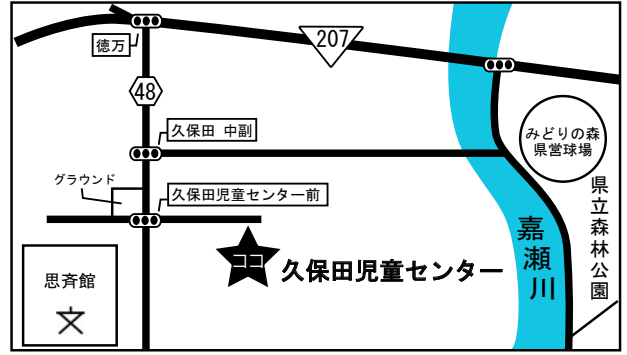 207
徳万
48
久保田 中副
みどりの森
県営球場
グラウンド
久保田児童センター前
県立森林公園
嘉瀬川
思斉館
文
ココ
久保田児童センター